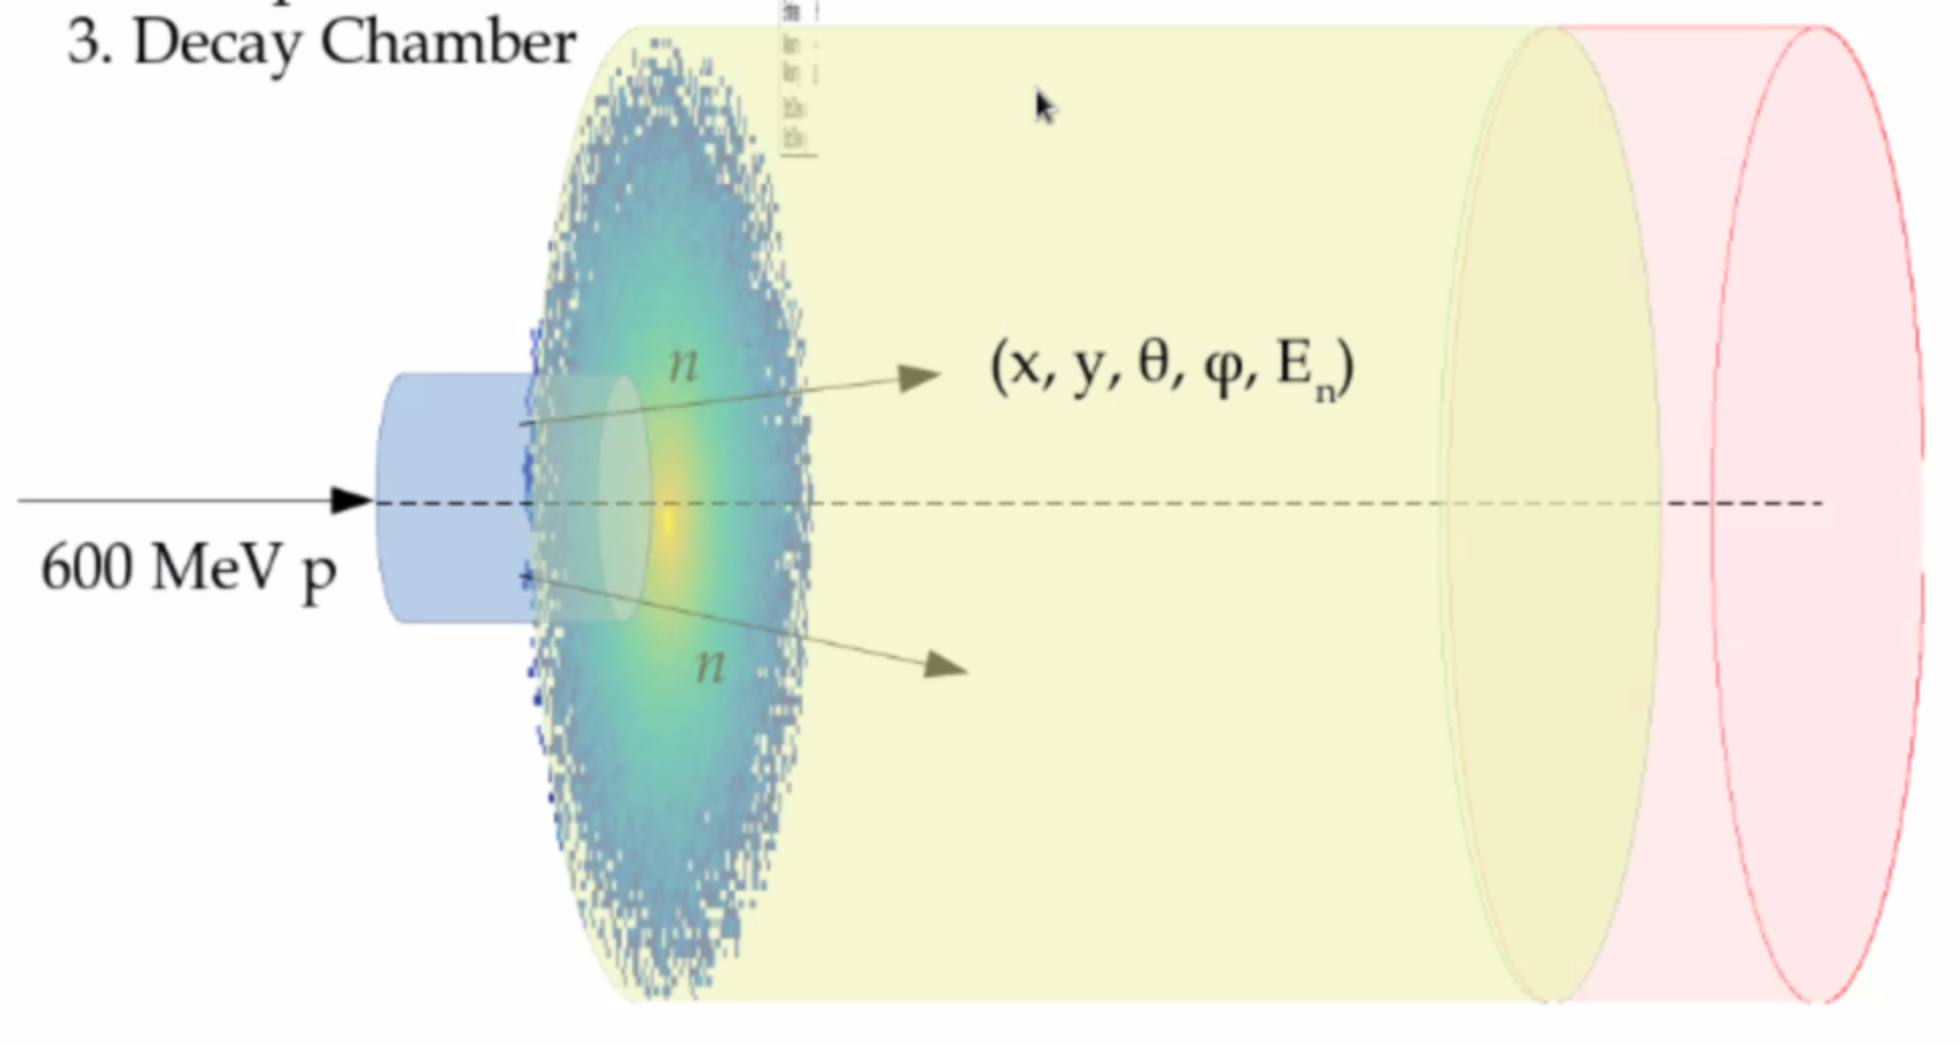 3. Decay Chamber
n
(x, y, θ, φ, Eₙ)
600 MeV p
n